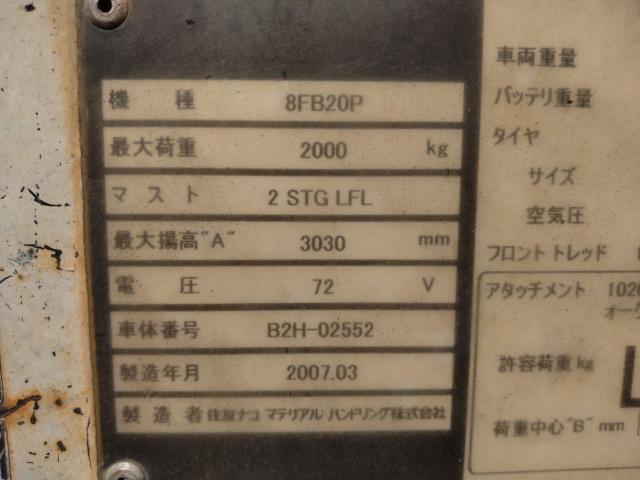 機 種 8FB20P
最大荷重 2000 kg
マスト 2 STG LFL
最大揚高"A" 3030 mm
電 圧 72 V
車体番号 B2H-02552
製造年月 2007.03
製造者 住友ナコ マテリアル ハンドリング株式会社
車両重量
バッテリ重量
タイヤ
サイズ
空気圧
フロント トレッド
アタッチメント 1020
オー
許容荷重 kg
荷重中心"B" mm